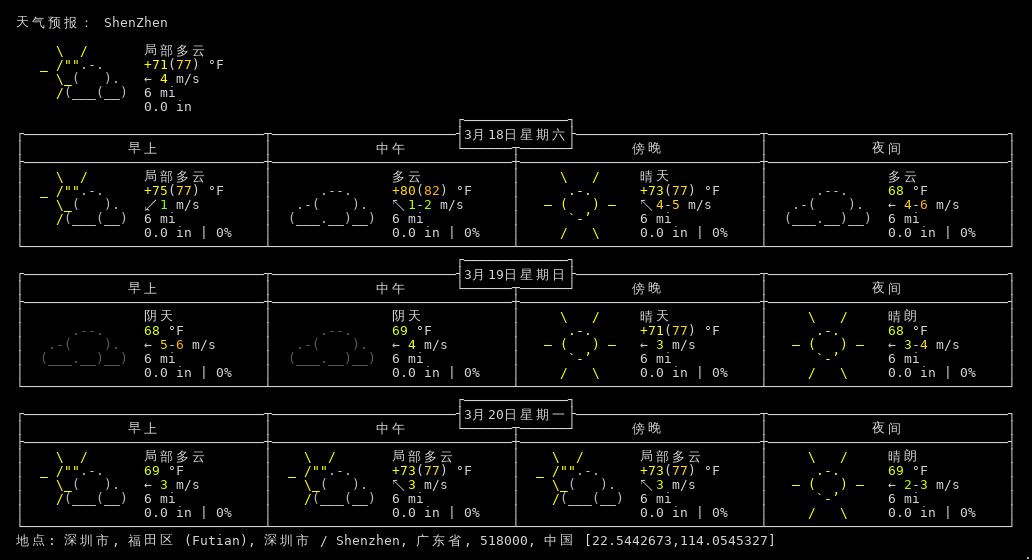 天气预报： ShenZhen
局部多云
+71(77) °F
← 4 m/s
6 mi
0.0 in
3月18日星期六
早上 中午 傍晚 夜间
局部多云 多云 晴天 多云
+75(77) °F +80(82) °F +73(77) °F 68 °F
↙ 1 m/s ↖ 1-2 m/s ↖ 4-5 m/s ← 4-6 m/s
6 mi 6 mi 6 mi 6 mi
0.0 in | 0% 0.0 in | 0% 0.0 in | 0% 0.0 in | 0%
3月19日星期日
早上 中午 傍晚 夜间
阴天 阴天 晴天 晴朗
68 °F 69 °F +71(77) °F 68 °F
← 5-6 m/s ← 4 m/s ← 3 m/s ← 3-4 m/s
6 mi 6 mi 6 mi 6 mi
0.0 in | 0% 0.0 in | 0% 0.0 in | 0% 0.0 in | 0%
3月20日星期一
早上 中午 傍晚 夜间
局部多云 局部多云 局部多云 晴朗
69 °F +73(77) °F +73(77) °F 69 °F
← 3 m/s ↖ 3 m/s ↖ 3 m/s ← 2-3 m/s
6 mi 6 mi 6 mi 6 mi
0.0 in | 0% 0.0 in | 0% 0.0 in | 0% 0.0 in | 0%
地点: 深圳市, 福田区 (Futian), 深圳市 / Shenzhen, 广东省, 518000, 中国 [22.5442673,114.0545327]